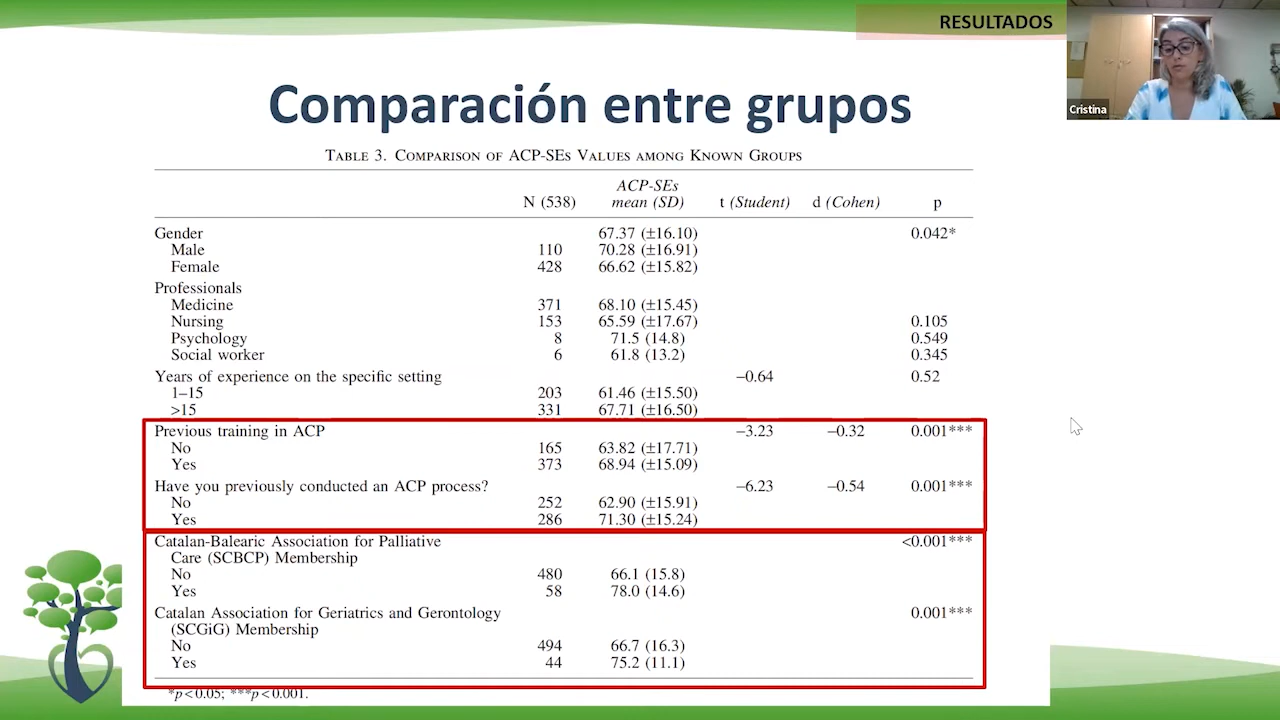 RESULTADOS
Cristina
Comparación entre grupos
TABLE 3. COMPARISON OF ACP-SES VALUES AMONG KNOWN GROUPS
N (538) ACP-SEs mean (SD) t (Student) d (Cohen) p
Gender 67.37 (±16.10) 0.042*
Male 110 70.28 (±16.91)
Female 428 66.62 (±15.82)
Professionals
Medicine 371 68.10 (±15.45)
Nursing 153 65.59 (±17.67) 0.105
Psychology 8 71.5 (14.8) 0.549
Social worker 6 61.8 (13.2) 0.345
Years of experience on the specific setting −0.64 0.52
1–15 203 61.46 (±15.50)
>15 331 67.71 (±16.50)
Previous training in ACP −3.23 −0.32 0.001***
No 165 63.82 (±17.71)
Yes 373 68.94 (±15.09)
Have you previously conducted an ACP process? −6.23 −0.54 0.001***
No 252 62.90 (±15.91)
Yes 286 71.30 (±15.24)
Catalan-Balearic Association for Palliative <0.001***
Care (SCBCP) Membership
No 480 66.1 (15.8)
Yes 58 78.0 (14.6)
Catalan Association for Geriatrics and Gerontology 0.001***
(SCGiG) Membership
No 494 66.7 (16.3)
Yes 44 75.2 (11.1)
*p<0.05; ***p<0.001.